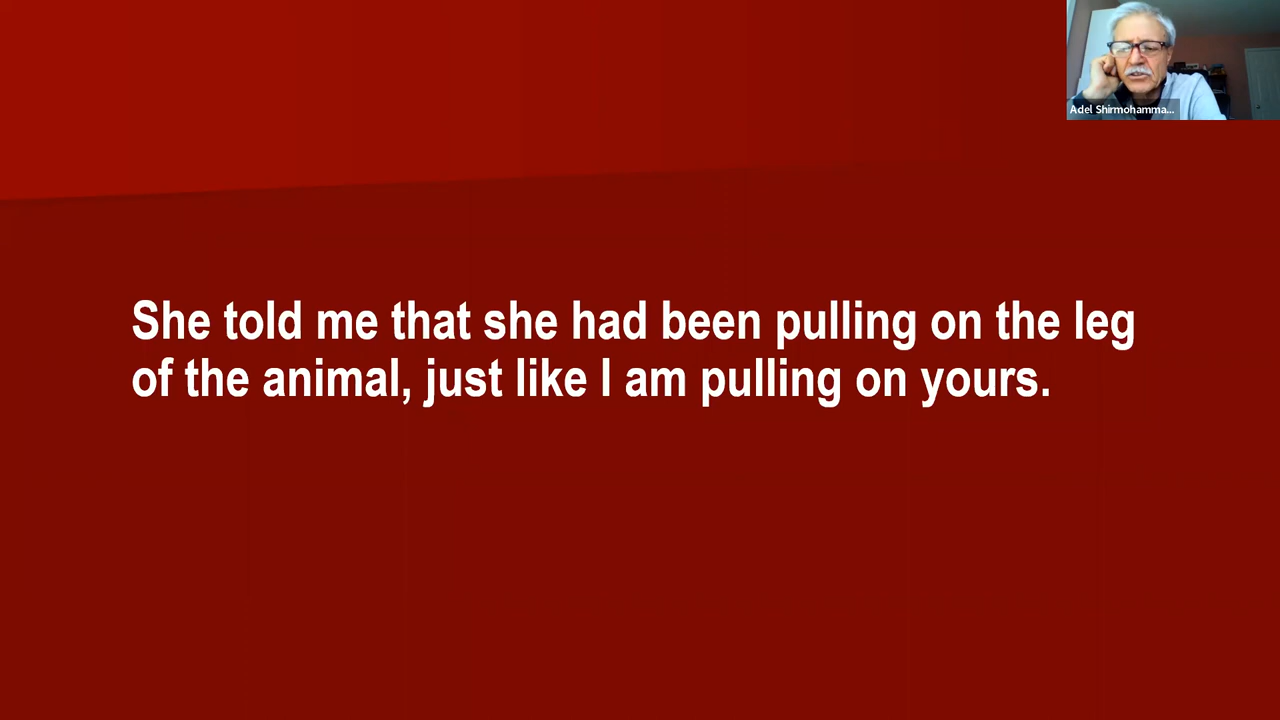 Adel Shirmohamma...
She told me that she had been pulling on the leg
of the animal, just like I am pulling on yours.